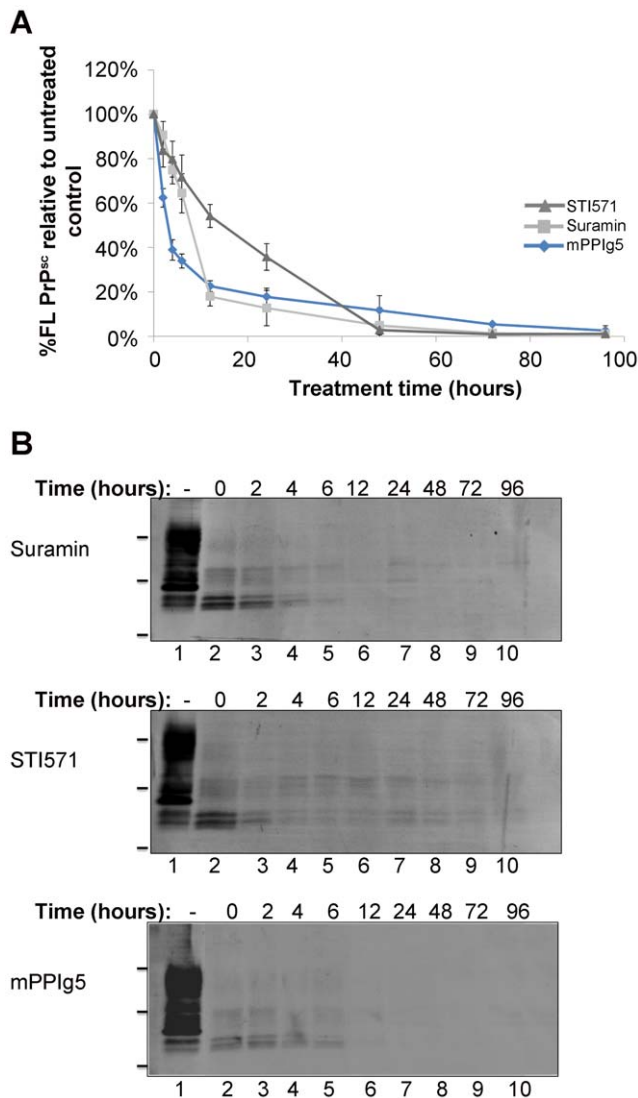 A
120%
100%
80%
60%
40%
20%
0%
%FL PrPsc relative to untreated
control
STI571
Suramin
mPPIg5
0 20 40 60 80 100
Treatment time (hours)
B
Time (hours): - 0 2 4 6 12 24 48 72 96
Suramin
1 2 3 4 5 6 7 8 9 10
Time (hours): - 0 2 4 6 12 24 48 72 96
STI571
1 2 3 4 5 6 7 8 9 10
Time (hours): - 0 2 4 6 12 24 48 72 96
mPPIg5
1 2 3 4 5 6 7 8 9 10